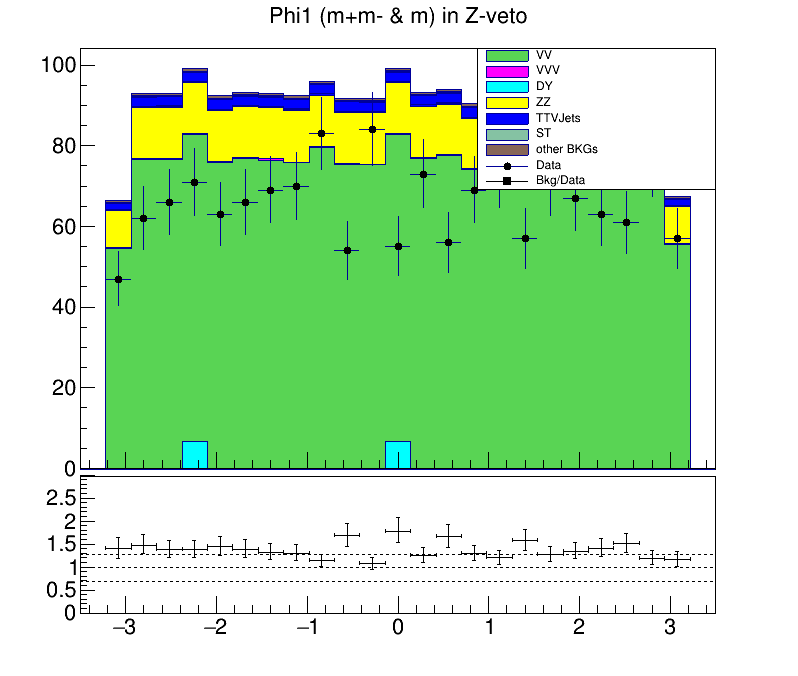 Phi1 (m+m- & m) in Z-veto
100
80
60
40
20
0
VV
VVV
DY
ZZ
TTVJets
ST
other BKGs
Data
Bkg/Data
2.5
2
1.5
1
0.5
0
−3 −2 −1 0 1 2 3